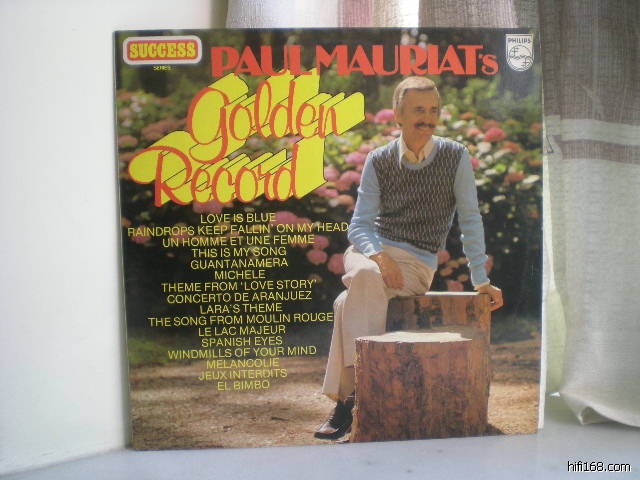 SUCCESS
SERIES
PAUL MAURIAT's
PHILIPS
Golden
Record
LOVE IS BLUE
RAINDROPS KEEP FALLIN' ON MY HEAD
UN HOMME ET UNE FEMME
THIS IS MY SONG
GUANTANAMERA
MICHELE
THEME FROM 'LOVE STORY'
CONCERTO DE ARANJUEZ
LARA'S THEME
THE SONG FROM MOULIN ROUGE
LE LAC MAJEUR
SPANISH EYES
WINDMILLS OF YOUR MIND
MELANCOLIE
JEUX INTERDITS
EL BIMBO
hifi168.com